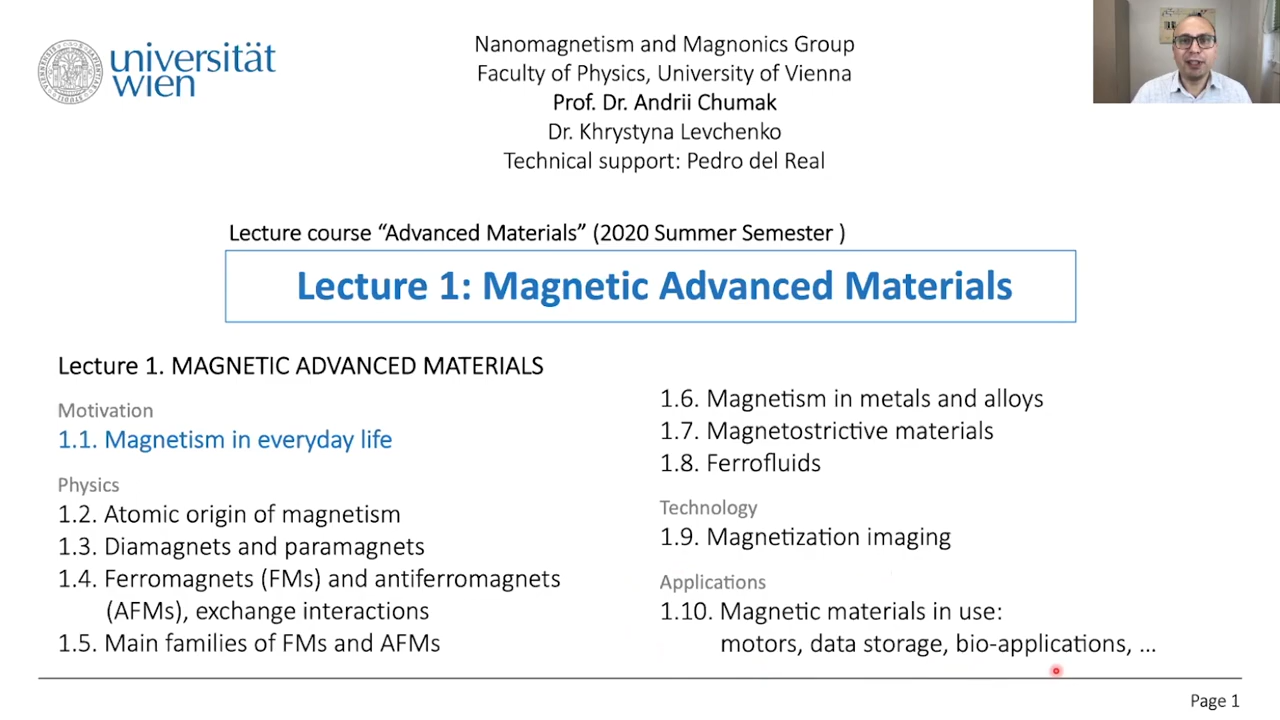 universität
wien
Nanomagnetism and Magnonics Group
Faculty of Physics, University of Vienna
Prof. Dr. Andrii Chumak
Dr. Khrystyna Levchenko
Technical support: Pedro del Real
Lecture course “Advanced Materials” (2020 Summer Semester )
Lecture 1: Magnetic Advanced Materials
Lecture 1. MAGNETIC ADVANCED MATERIALS
Motivation
1.1. Magnetism in everyday life
Physics
1.2. Atomic origin of magnetism
1.3. Diamagnets and paramagnets
1.4. Ferromagnets (FMs) and antiferromagnets
(AFMs), exchange interactions
1.5. Main families of FMs and AFMs
1.6. Magnetism in metals and alloys
1.7. Magnetostrictive materials
1.8. Ferrofluids
Technology
1.9. Magnetization imaging
Applications
1.10. Magnetic materials in use:
motors, data storage, bio-applications, ...
Page 1